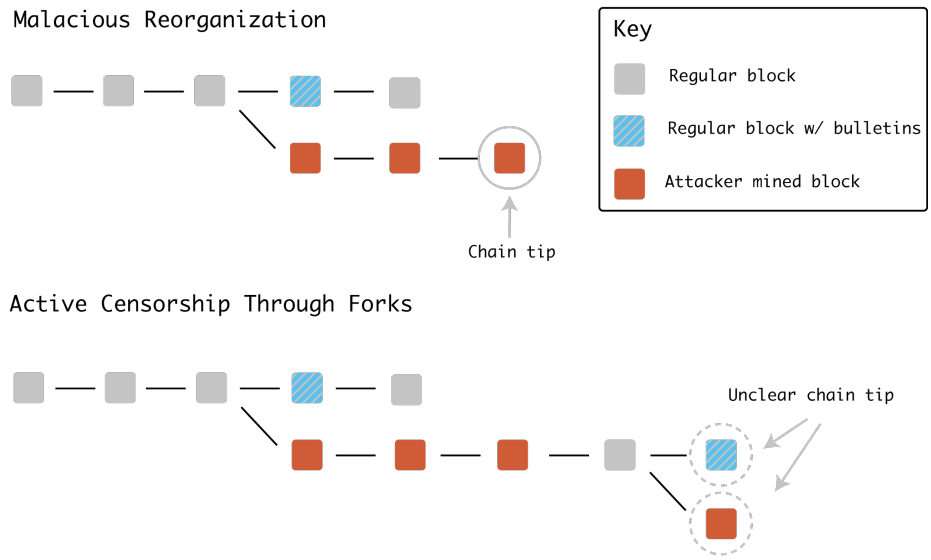 Malacious Reorganization
Key
Regular block
Regular block w/ bulletins
Attacker mined block
Chain tip
Active Censorship Through Forks
Unclear chain tip